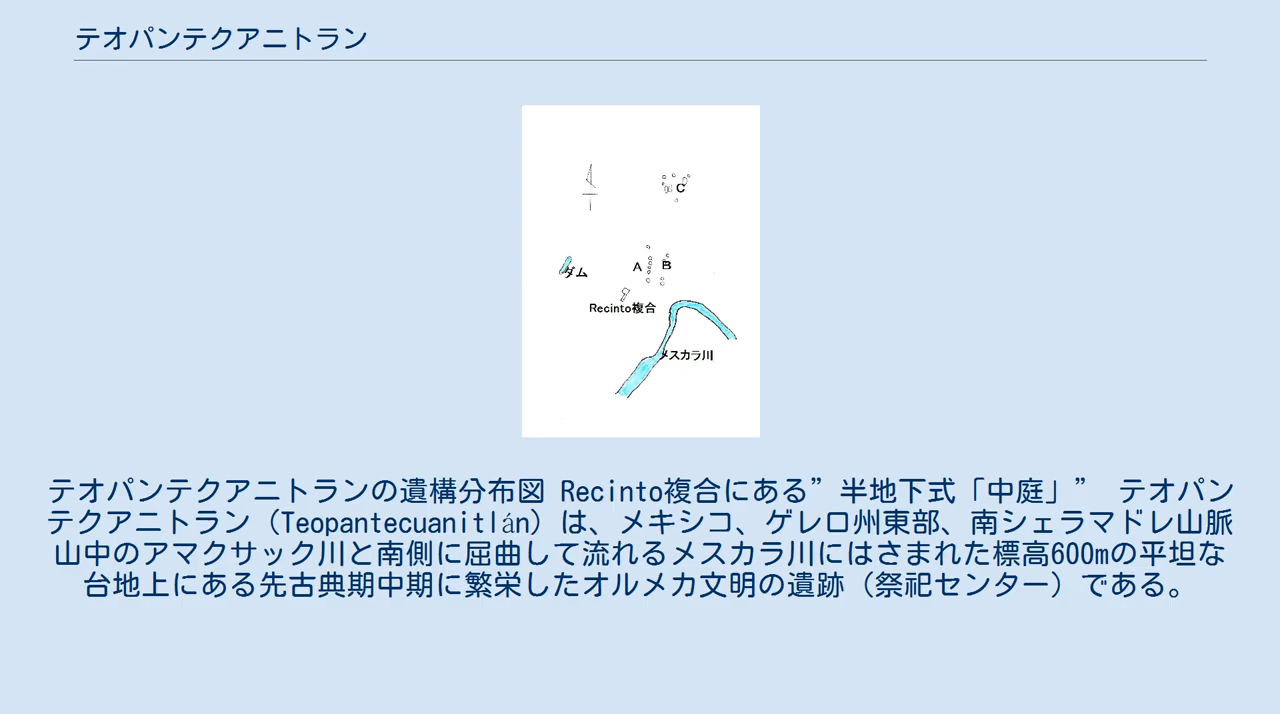 テオパンテクアニトラン
C
A
B
ダム
Recinto複合
メスカラ川
テオパンテクアニトランの遺構分布図 Recinto複合にある”半地下式「中庭」” テオパン
テクアニトラン（Teopantecuanitlán）は、メキシコ、ゲレロ州東部、南シェラマドレ山脈
山中のアマクサック川と南側に屈曲して流れるメスカラ川にはさまれた標高600mの平坦な
台地上にある先古典期中期に繁栄したオルメカ文明の遺跡（祭祀センター）である。